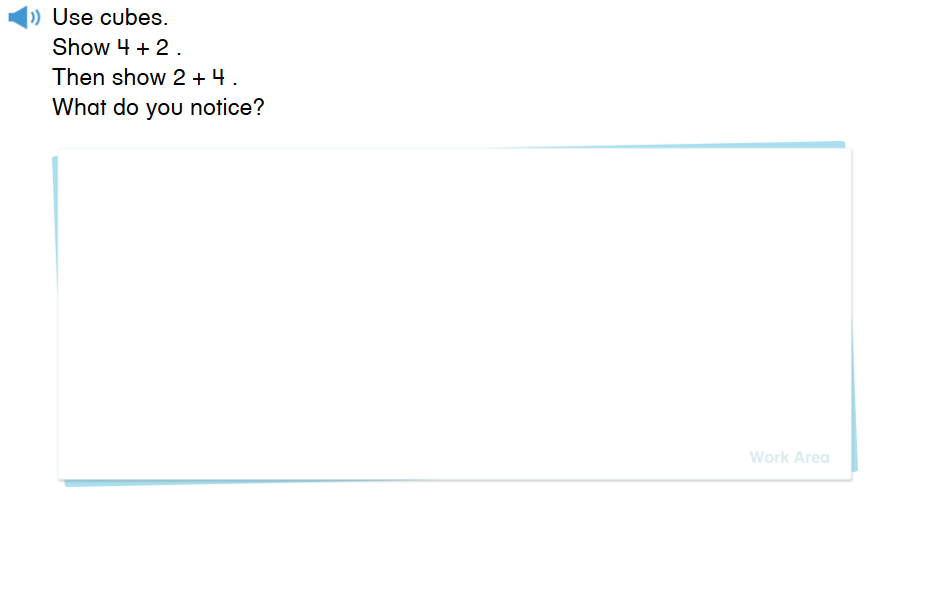 Use cubes.
Show 4 + 2 .
Then show 2 + 4 .
What do you notice?
Work Area